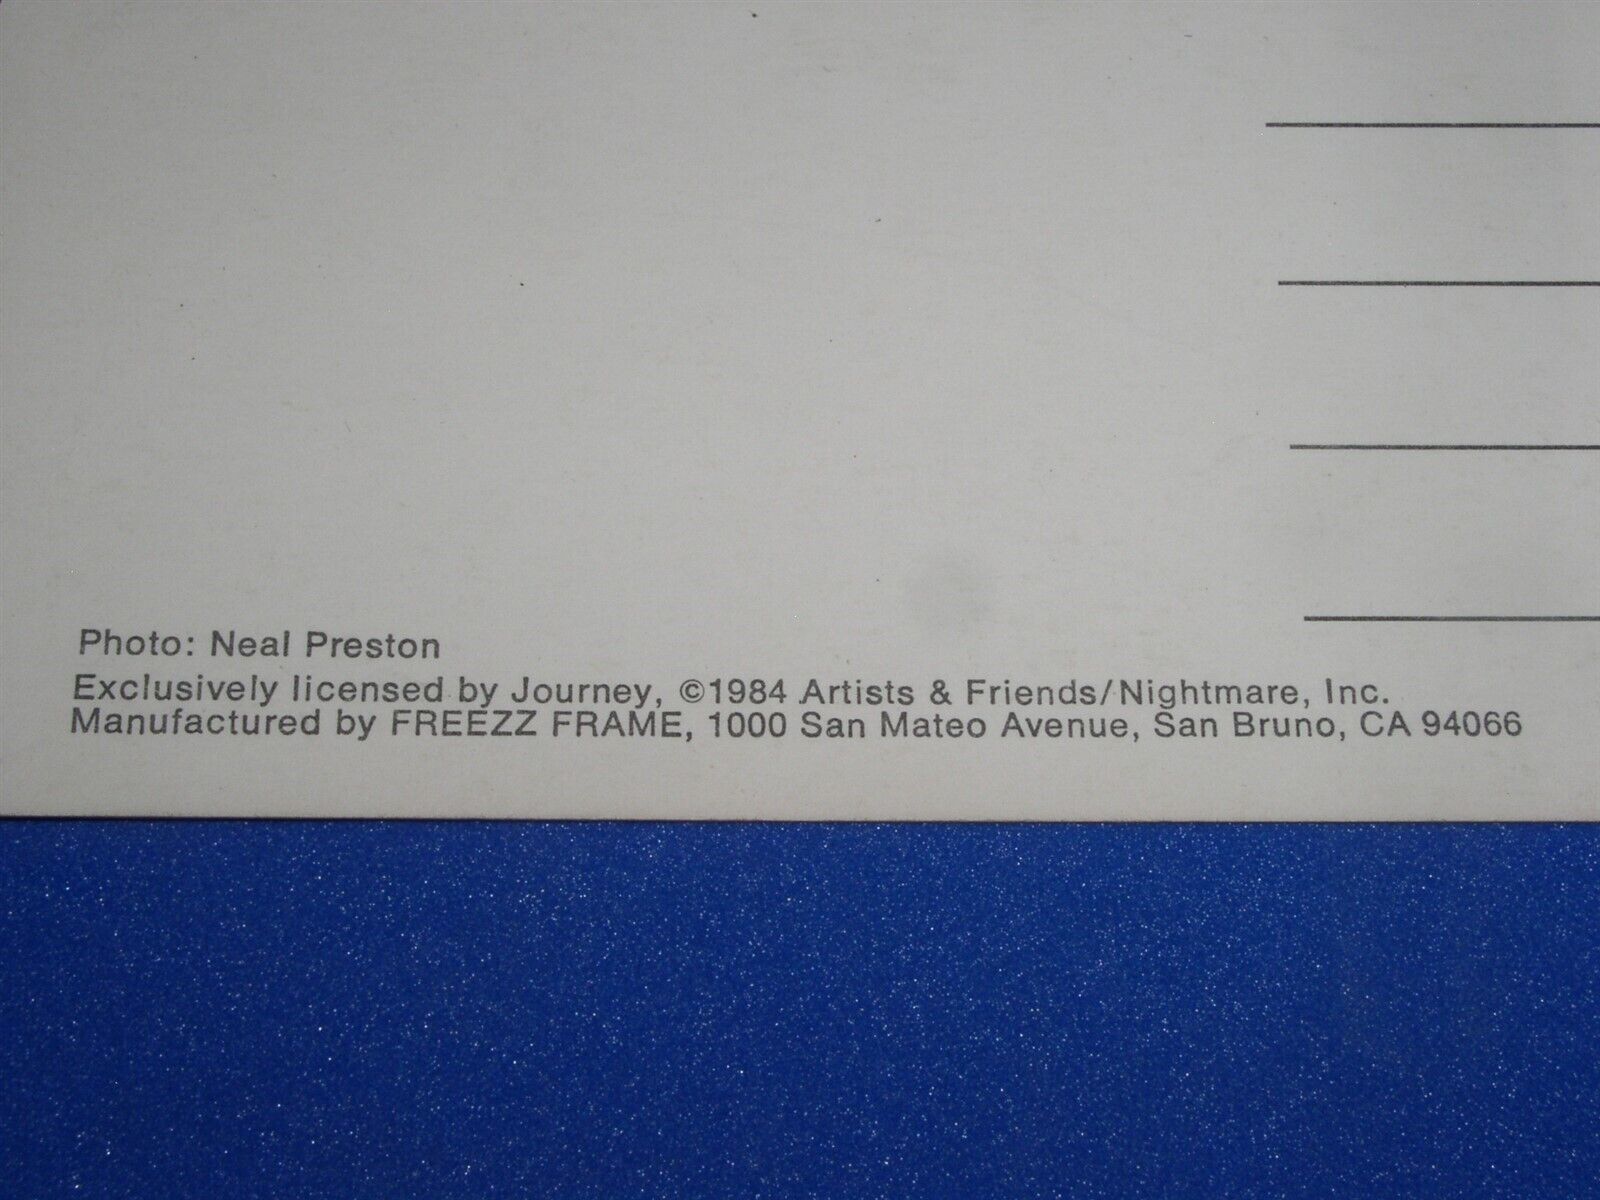 Photo: Neal Preston
Exclusively licensed by Journey, ©1984 Artists & Friends/Nightmare, Inc.
Manufactured by FREEZZ FRAME, 1000 San Mateo Avenue, San Bruno, CA 94066